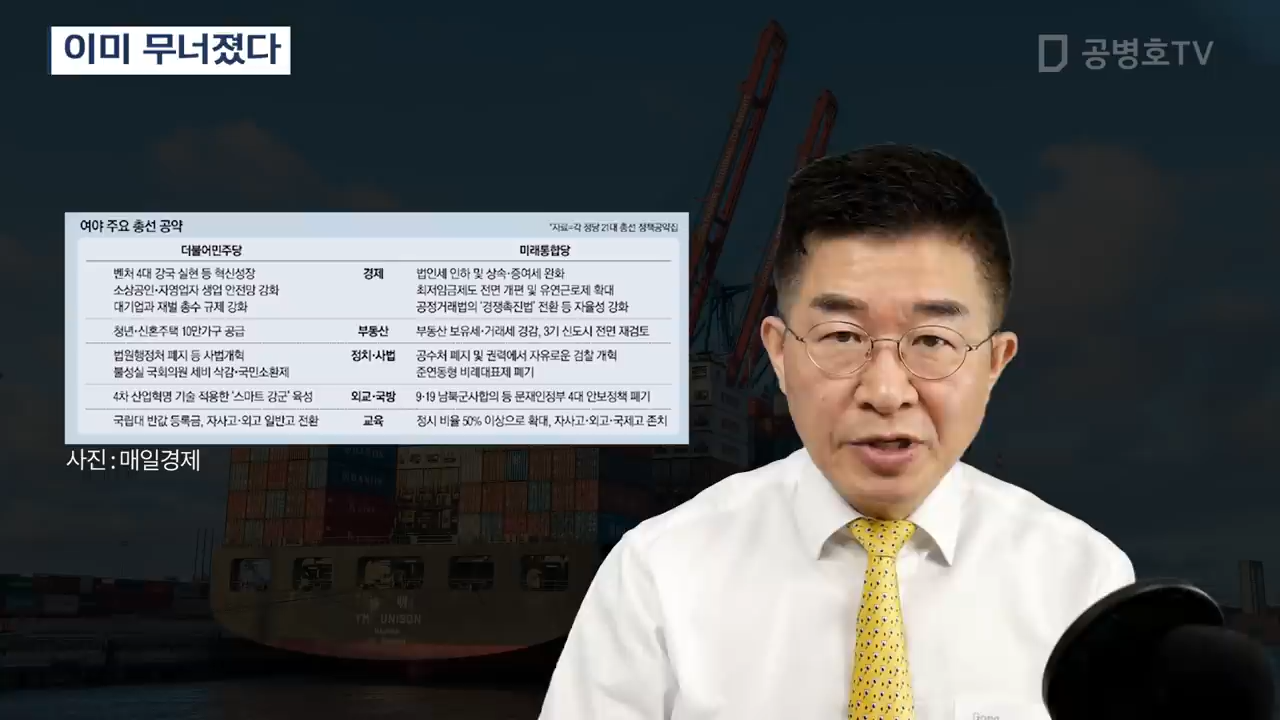 이미 무너졌다
공병호TV
여야 주요 총선 공약
*자료=각 정당 21대 총선 정책공약집
더불어민주당
미래통합당
벤처 4대 강국 실현 등 혁신성장
소상공인·자영업자 생업 안전망 강화
대기업과 재벌 총수 규제 강화
경제
법인세 인하 및 상속·증여세 완화
최저임금제도 전면 개편 및 유연근로제 확대
공정거래법의 '경쟁촉진법' 전환 등 자율성 강화
청년·신혼주택 10만가구 공급
부동산
부동산 보유세·거래세 경감, 3기 신도시 전면 재검토
법원행정처 폐지 등 사법개혁
불성실 국회의원 세비 삭감·국민소환제
정치·사법
공수처 폐지 및 권력에서 자유로운 검찰 개혁
준연동형 비례대표제 폐기
4차 산업혁명 기술 적용한 '스마트 강군' 육성
외교·국방
9·19 남북군사합의 등 문재인정부 4대 안보정책 폐기
국립대 반값 등록금, 자사고·외고 일반고 전환
교육
정시 비율 50% 이상으로 확대, 자사고·외고·국제고 존치
사진 : 매일경제
YM UNISON